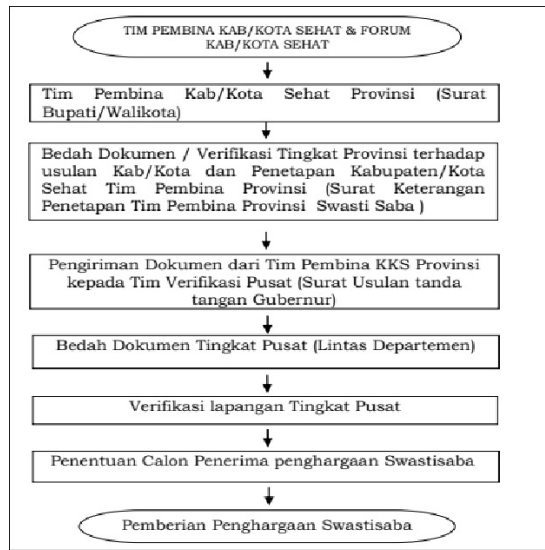 TIM PEMBINA KAB/KOTA SEHAT & FORUM
KAB/KOTA SEHAT
Tim Pembina Kab/Kota Sehat Provinsi (Surat
Bupati/Walikota)
Bedah Dokumen / Verifikasi Tingkat Provinsi terhadap
usulan Kab/Kota dan Penetapan Kabupaten/Kota
Sehat Tim Pembina Provinsi (Surat Keterangan
Penetapan Tim Pembina Provinsi Swasti Saba )
Pengiriman Dokumen dari Tim Pembina KKS Provinsi
kepada Tim Verifikasi Pusat (Surat Usulan tanda
tangan Gubernur)
Bedah Dokumen Tingkat Pusat (Lintas Departemen)
Verifikasi lapangan Tingkat Pusat
Penentuan Calon Penerima penghargaan Swastisaba
Pemberian Penghargaan Swastisaba